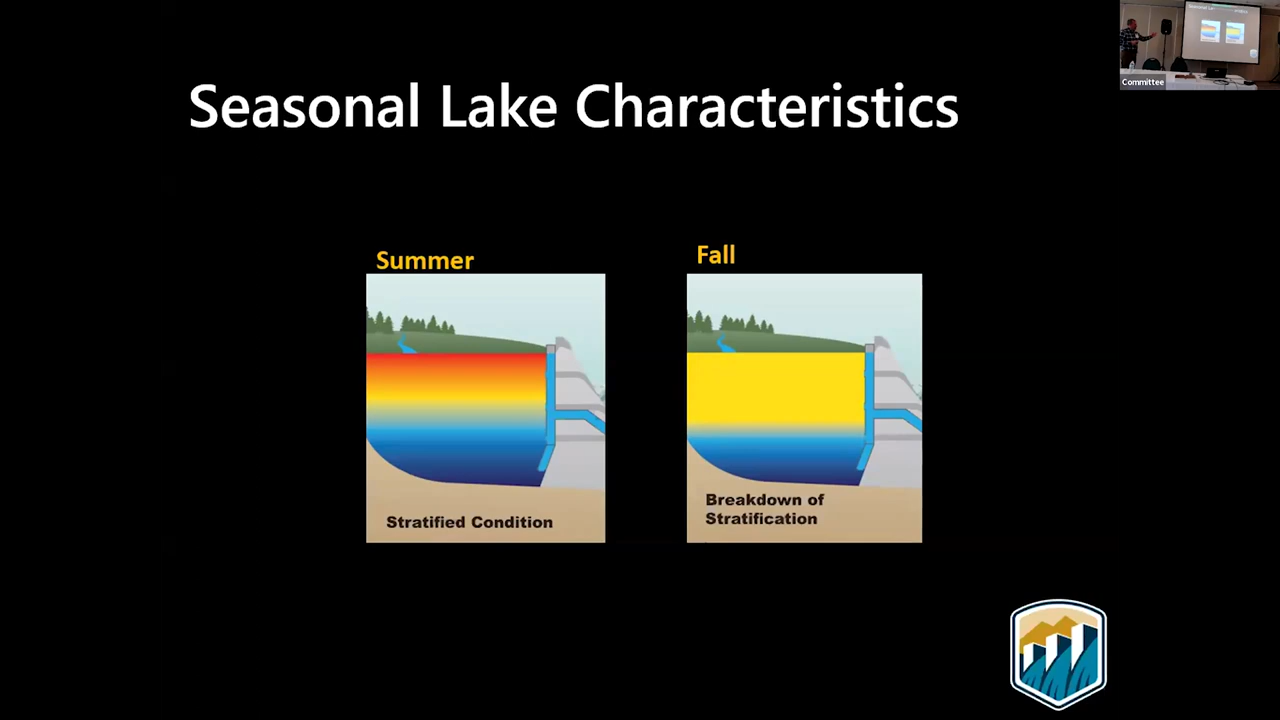 Seasonal Lake Characteristics
Committee
Summer
Fall
Stratified Condition
Breakdown of
Stratification